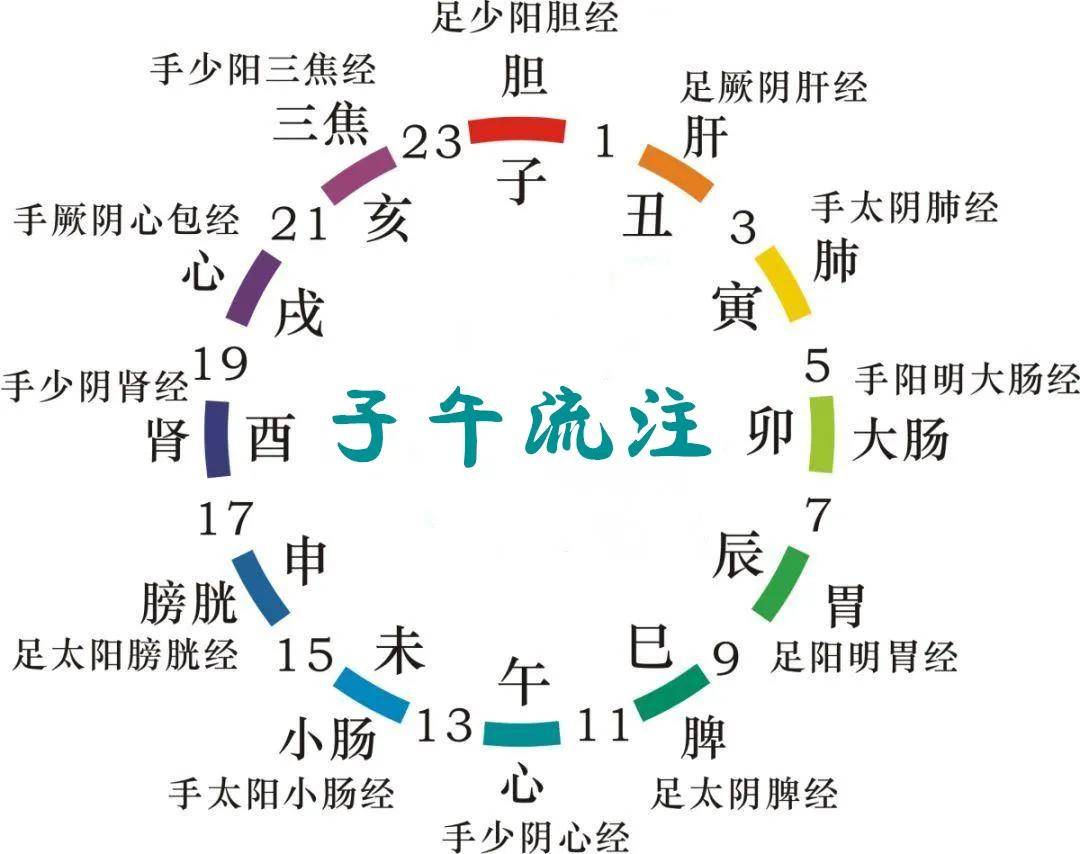 足少阳胆经
胆
子
1
足厥阴肝经
肝
丑
3
手太阴肺经
肺
寅
5
手阳明大肠经
大肠
卯
7
辰
胃
足阳明胃经
9
巳
脾
足太阴脾经
11
午
心
手少阴心经
13
未
小肠
手太阳小肠经
15
申
膀胱
足太阳膀胱经
17
酉
肾
手少阴肾经
19
戌
心
手厥阴心包经
21
亥
三焦
手少阳三焦经
23
子午流注